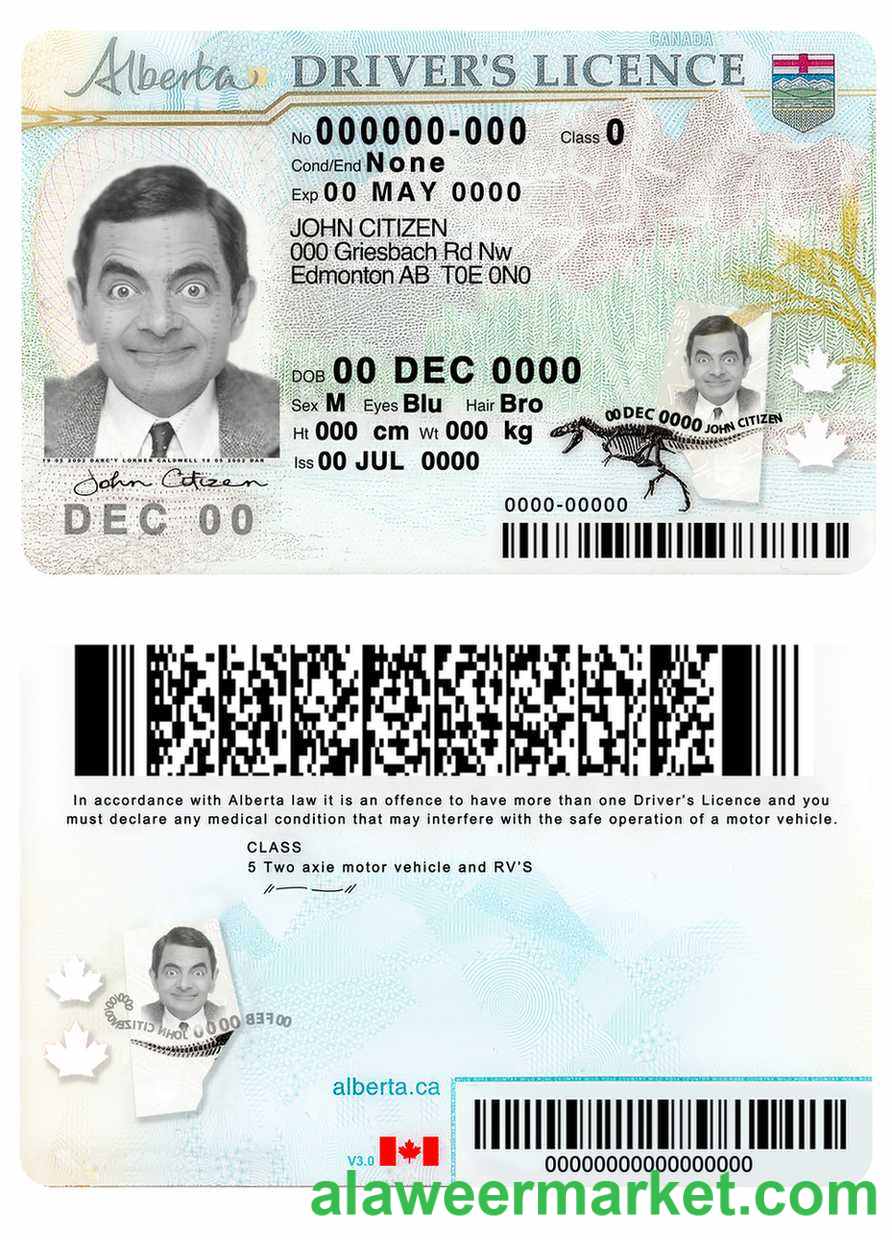 CANADA
Alberta DRIVER'S LICENCE
No 000000-000 Class 0
Cond/End None
Exp 00 MAY 0000
JOHN CITIZEN
000 Griesbach Rd Nw
Edmonton AB T0E 0N0
DOB 00 DEC 0000
Sex M Eyes Blu Hair Bro
Ht 000 cm Wt 000 kg
Iss 00 JUL 0000
00 DEC 0000 JOHN CITIZEN
John Citizen
DEC 00
0000-00000
In accordance with Alberta law it is an offence to have more than one Driver's Licence and you
must declare any medical condition that may interfere with the safe operation of a motor vehicle.
CLASS
5 Two axie motor vehicle and RV'S
00 FEB 0000 JOHN CITIZEN
alberta.ca
V3.0
00000000000000000
alaweermarket.com